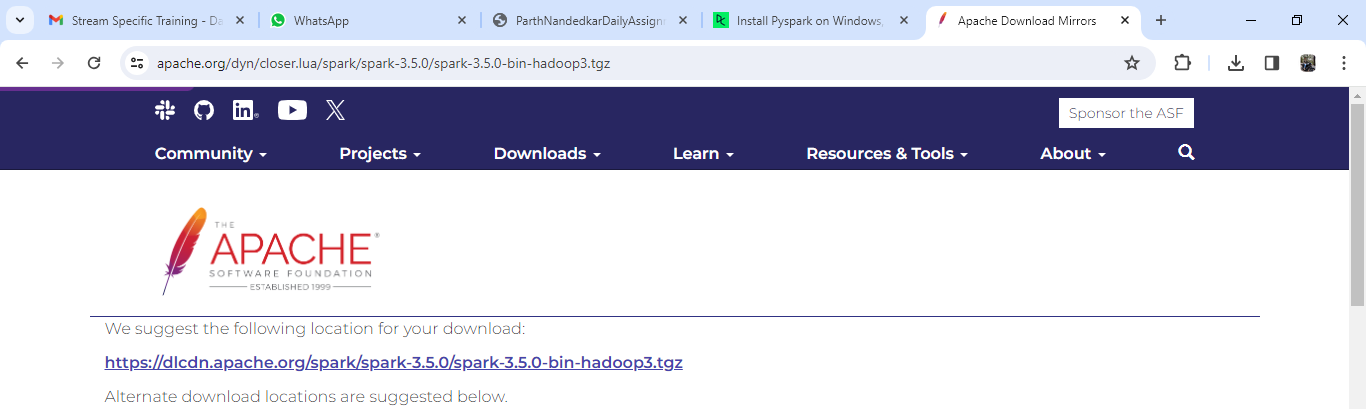 Stream Specific Training - Da
WhatsApp
ParthNandedkarDailyAssignm
Install Pyspark on Windows,
Apache Download Mirrors
apache.org/dyn/closer.lua/spark/spark-3.5.0/spark-3.5.0-bin-hadoop3.tgz
Sponsor the ASF
Community Projects Downloads Learn Resources & Tools About
THE
APACHE®
SOFTWARE FOUNDATION
ESTABLISHED 1999
We suggest the following location for your download:
https://dlcdn.apache.org/spark/spark-3.5.0/spark-3.5.0-bin-hadoop3.tgz
Alternate download locations are suggested below.